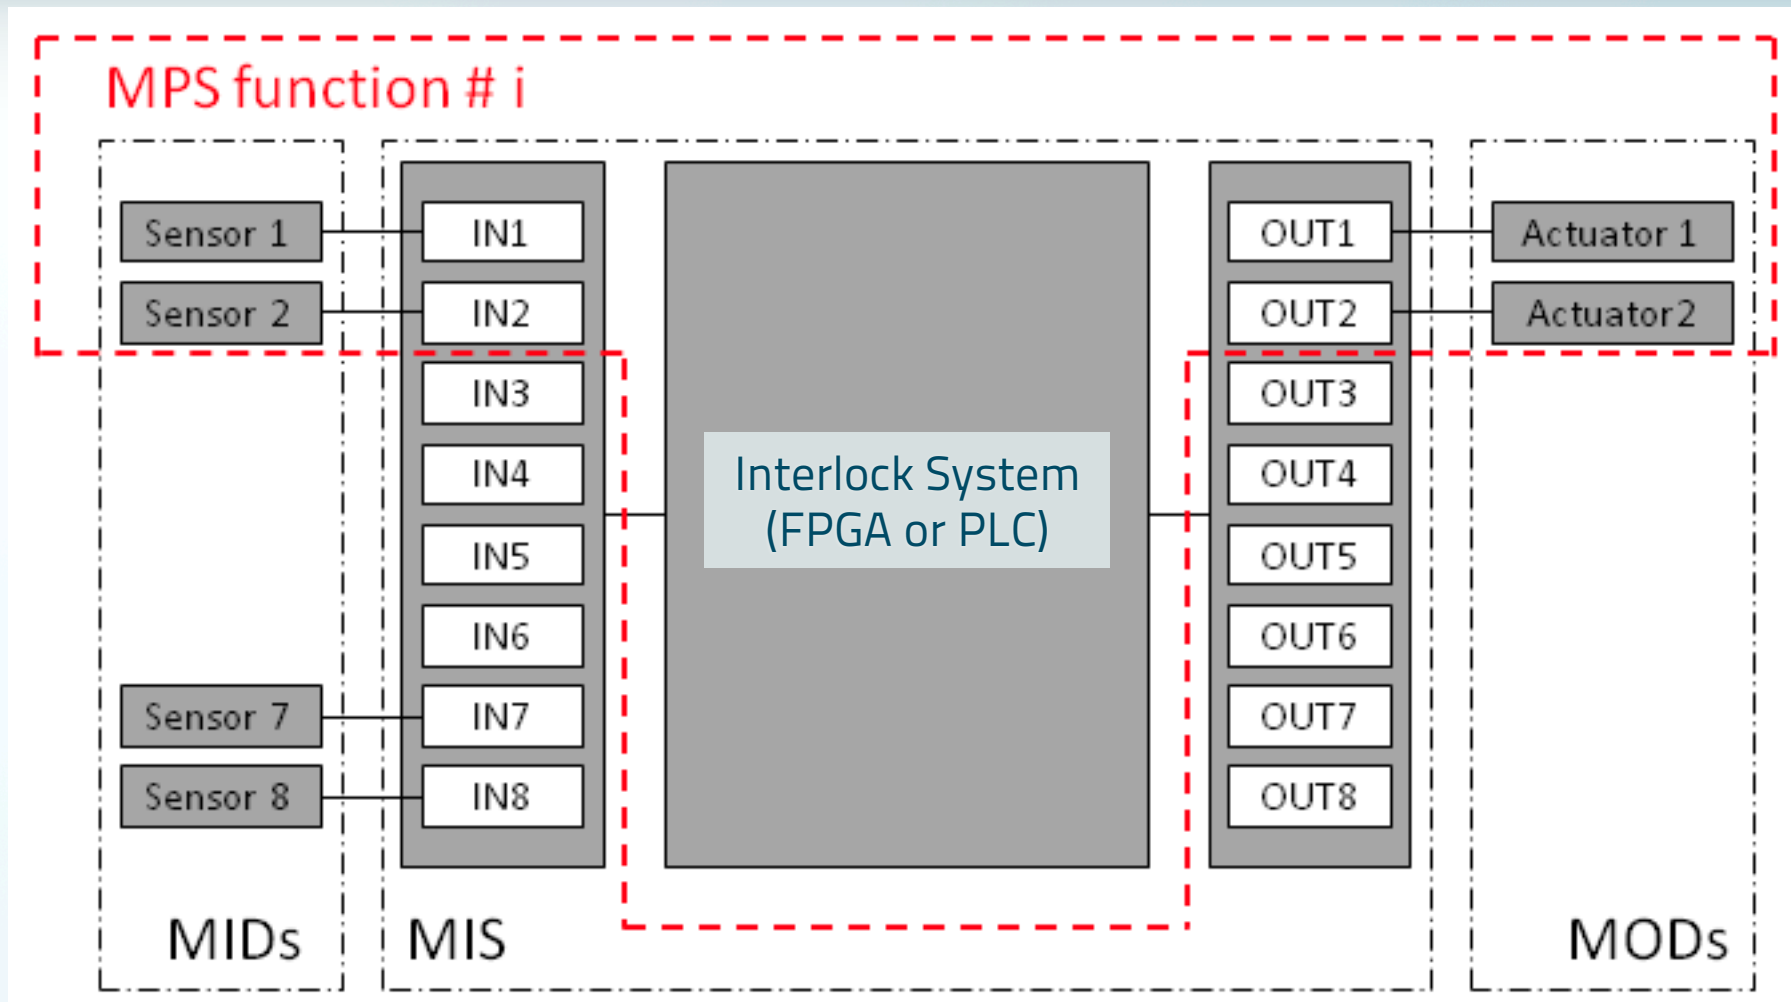 MPS function # i
Sensor 1
IN1
OUT1
Actuator 1
Sensor 2
IN2
OUT2
Actuator2
IN3
OUT3
IN4
OUT4
Interlock System
(FPGA or PLC)
IN5
OUT5
IN6
OUT6
Sensor 7
IN7
OUT7
Sensor 8
IN8
OUT8
MIDs
MIS
MODs